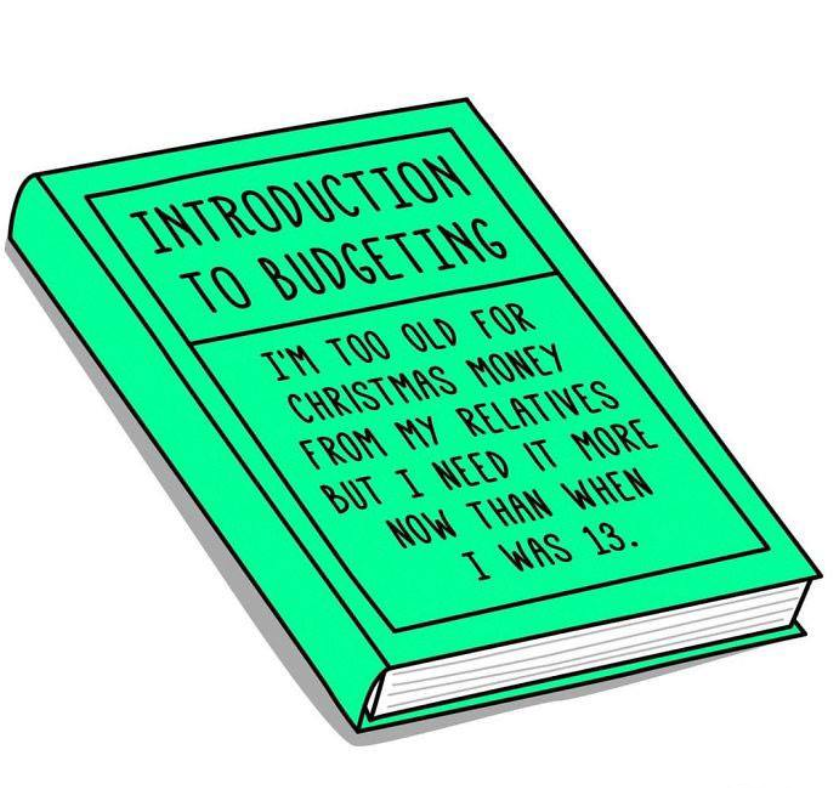 INTRODUCTION
TO BUDGETING
I'M TOO OLD FOR
CHRISTMAS MONEY
FROM MY RELATIVES
BUT I NEED IT MORE
NOW THAN WHEN
I WAS 13.